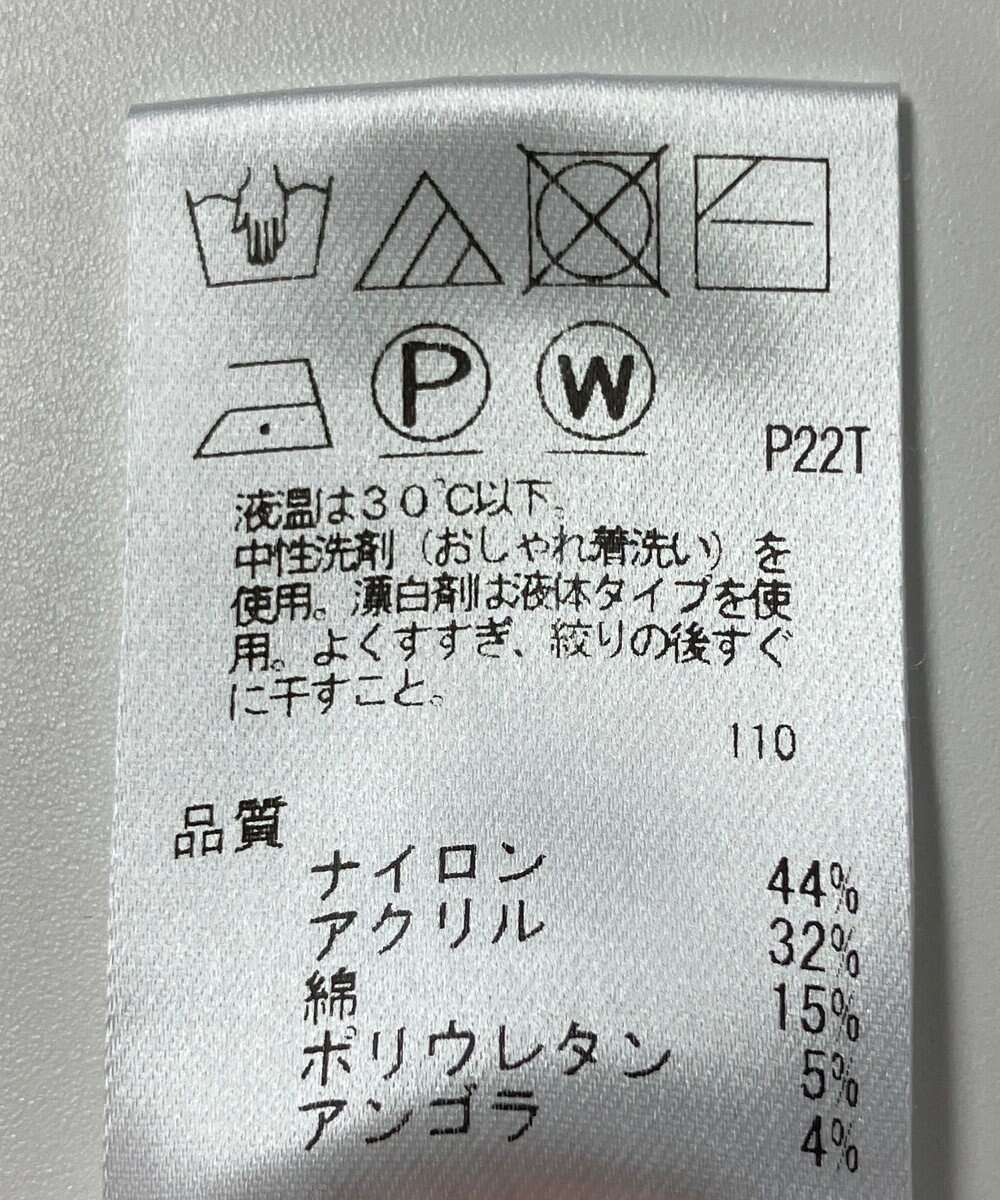 P W
P22T
液温は30℃以下。
中性洗剤（おしゃれ着洗い）を
使用。漂白剤は液体タイプを使
用。よくすすぎ、絞りの後すぐ
に干すこと。
110
品質
ナイロン 44%
アクリル 32%
綿 15%
ポリウレタン 5%
アンゴラ 4%